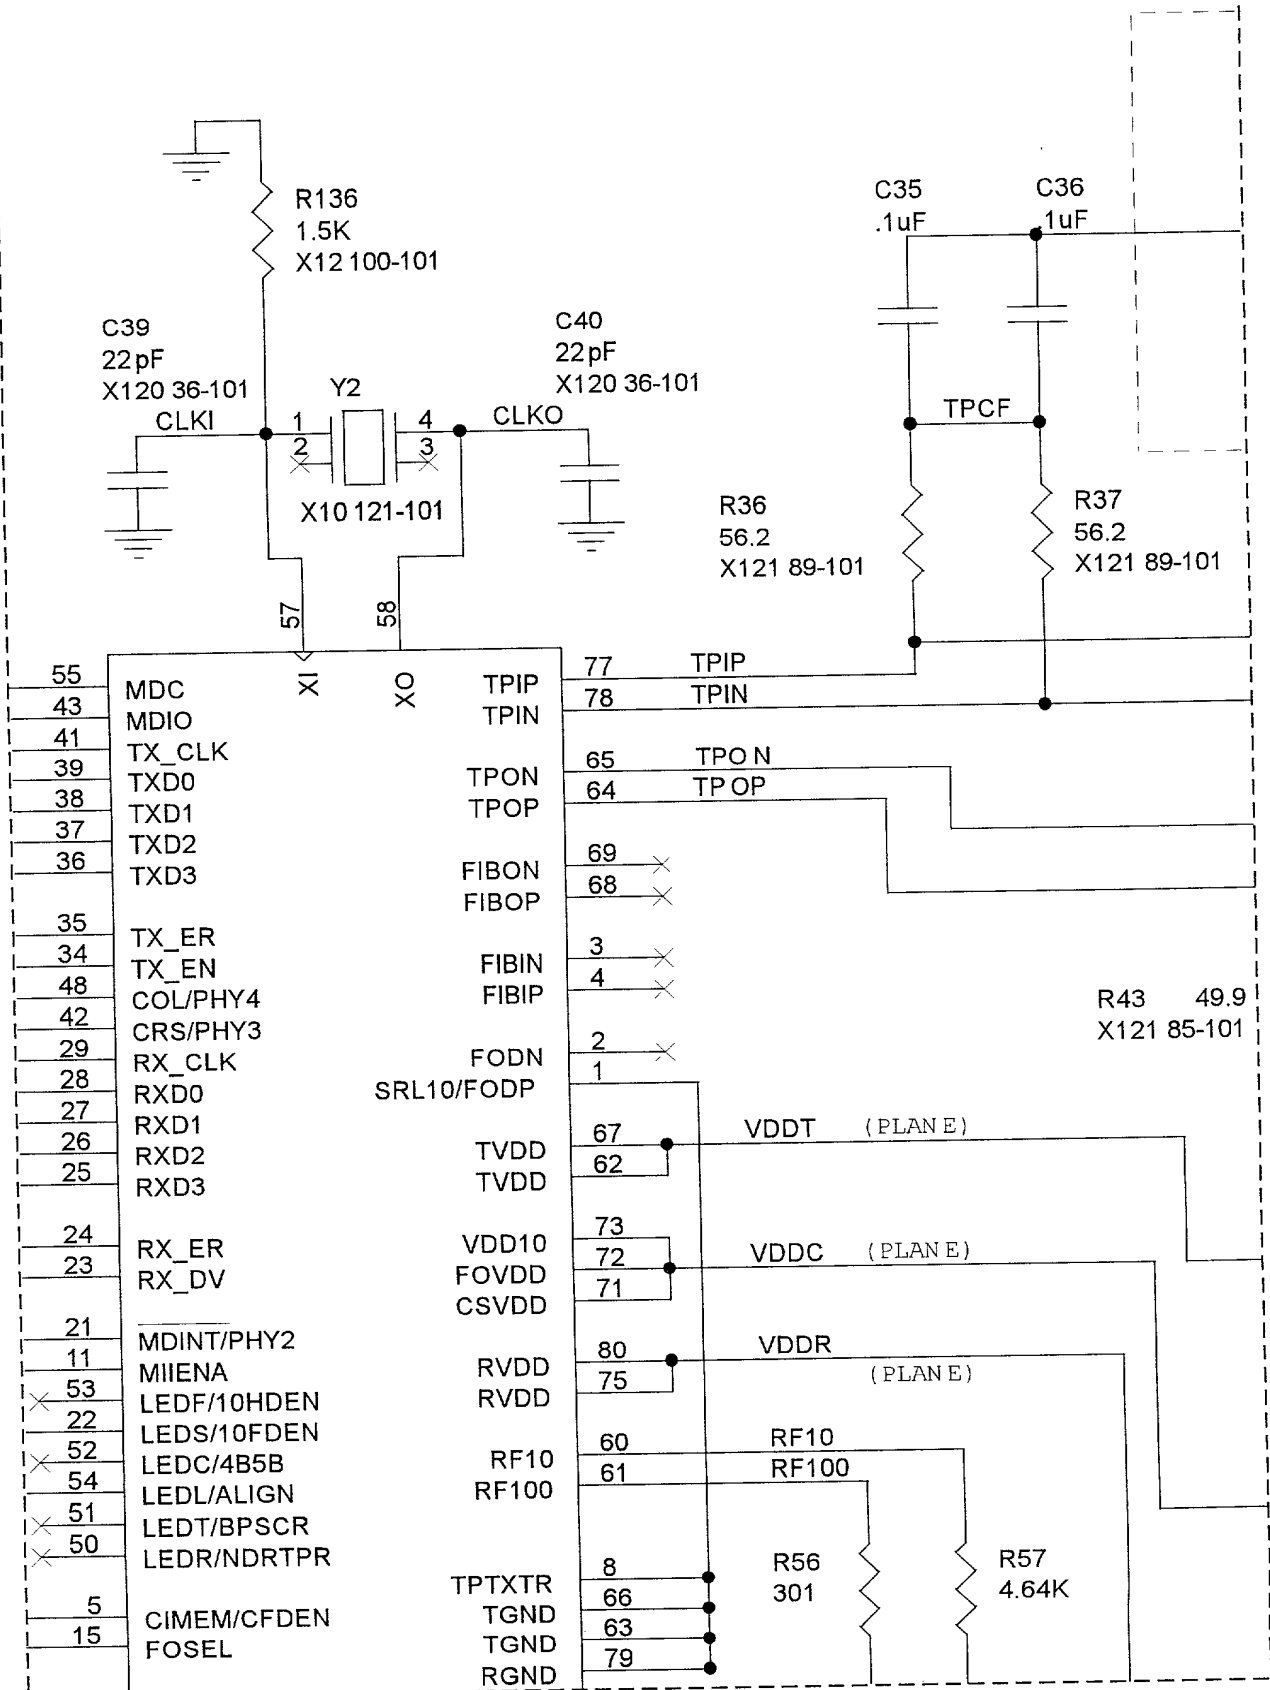 R136
1.5K
X12 100-101
C35
.1uF
C36
.1uF
C39
22pF
X120 36-101
CLKI
Y2
1
2
4
3
X10 121-101
C40
22pF
X120 36-101
CLKO
TPCF
R36
56.2
X121 89-101
R37
56.2
X121 89-101
57
58
XI
XO
55 MDC
43 MDIO
41 TX_CLK
39 TXD0
38 TXD1
37 TXD2
36 TXD3
35 TX_ER
34 TX_EN
48 COL/PHY4
42 CRS/PHY3
29 RX_CLK
28 RXD0
27 RXD1
26 RXD2
25 RXD3
24 RX_ER
23 RX_DV
21 MDINT/PHY2
11 MIIENA
53 LEDF/10HDEN
22 LEDS/10FDEN
52 LEDC/4B5B
54 LEDL/ALIGN
51 LEDT/BPSCR
50 LEDR/NDRTPR
5 CIMEM/CFDEN
15 FOSEL
TPIP 77 TPIP
TPIN 78 TPIN
TPON 65 TPON
TPOP 64 TPOP
FIBON 69
FIBOP 68
FIBIN 3
FIBIP 4
FODN 2
SRL10/FODP 1
R43 49.9
X121 85-101
TVDD 67 VDDT (PLANE)
TVDD 62
VDD10 73
FOVDD 72 VDDC (PLANE)
CSVDD 71
RVDD 80 VDDR
(PLANE)
RVDD 75
RF10 60 RF10
RF100 61 RF100
R56
301
R57
4.64K
TPTXTR 8
TGND 66
TGND 63
RGND 79